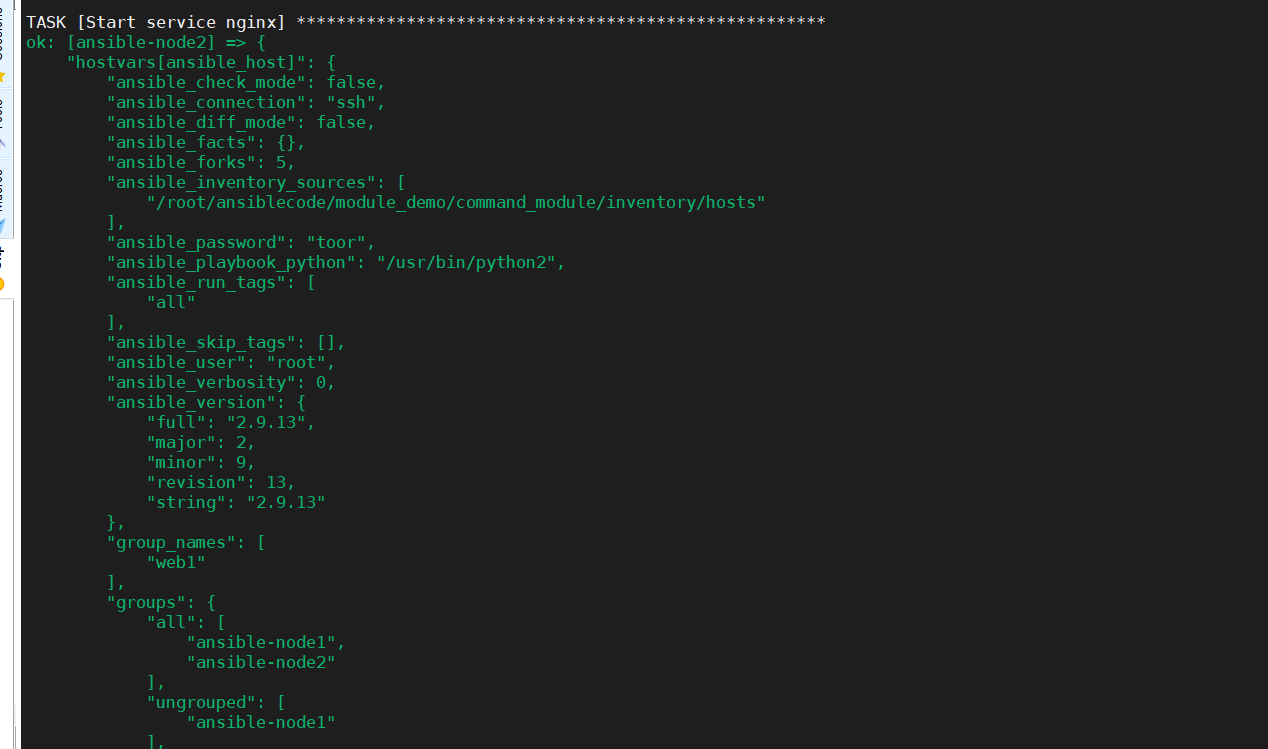 TASK [Start service nginx] *****************************************************
ok: [ansible-node2] => {
    "hostvars[ansible_host]": {
        "ansible_check_mode": false,
        "ansible_connection": "ssh",
        "ansible_diff_mode": false,
        "ansible_facts": {},
        "ansible_forks": 5,
        "ansible_inventory_sources": [
            "/root/ansiblecode/module_demo/command_module/inventory/hosts"
        ],
        "ansible_password": "toor",
        "ansible_playbook_python": "/usr/bin/python2",
        "ansible_run_tags": [
            "all"
        ],
        "ansible_skip_tags": [],
        "ansible_user": "root",
        "ansible_verbosity": 0,
        "ansible_version": {
            "full": "2.9.13",
            "major": 2,
            "minor": 9,
            "revision": 13,
            "string": "2.9.13"
        },
        "group_names": [
            "web1"
        ],
        "groups": {
            "all": [
                "ansible-node1",
                "ansible-node2"
            ],
            "ungrouped": [
                "ansible-node1"
            ],